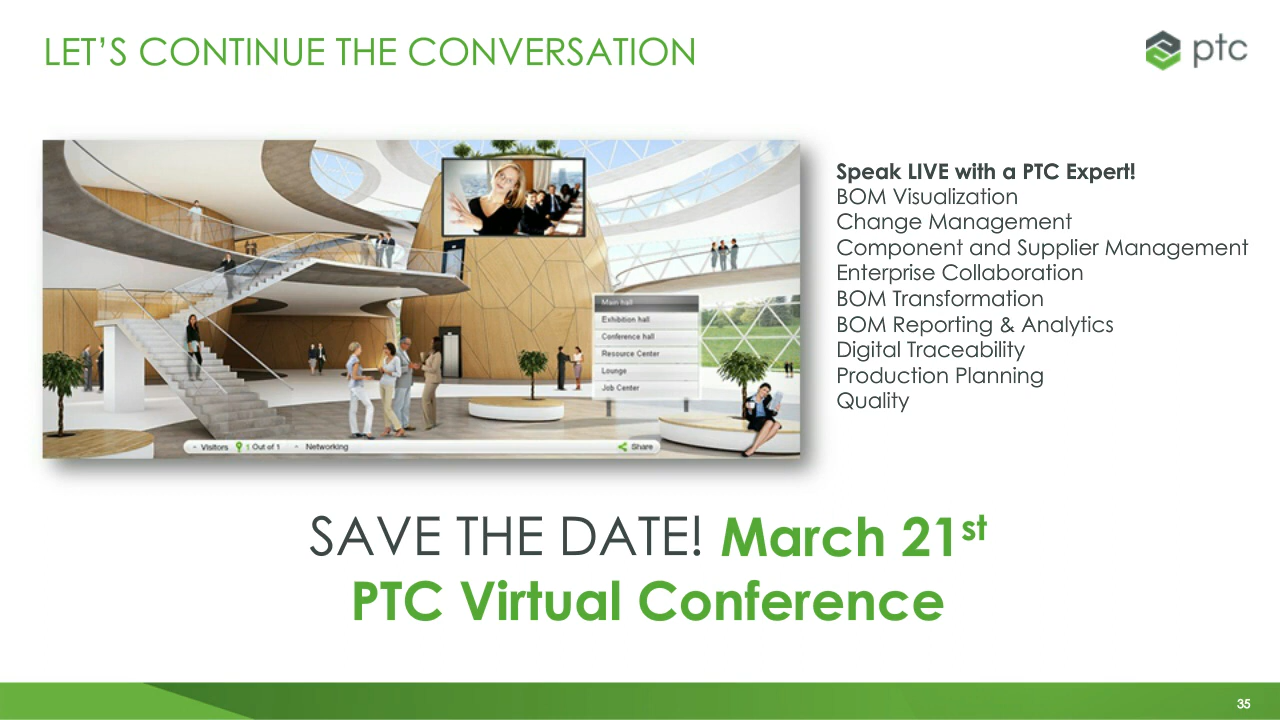 LET’S CONTINUE THE CONVERSATION
ptc
Main hall
Exhibition hall
Conference hall
Resource Center
Lounge
Job Center
- Visitors 1 Out of 1 - Networking Share
Speak LIVE with a PTC Expert!
BOM Visualization
Change Management
Component and Supplier Management
Enterprise Collaboration
BOM Transformation
BOM Reporting & Analytics
Digital Traceability
Production Planning
Quality
SAVE THE DATE! March 21st
PTC Virtual Conference
35